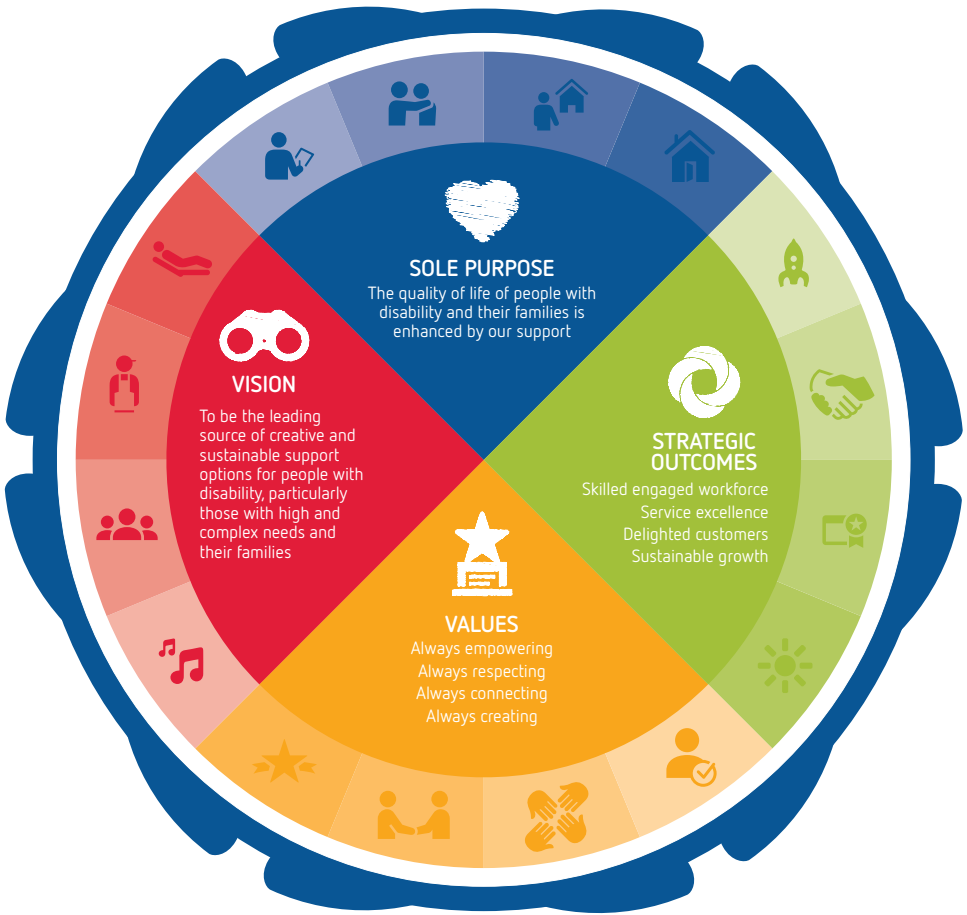 SOLE PURPOSE
The quality of life of people with
disability and their families is
enhanced by our support
VISION
To be the leading
source of creative and
sustainable support
options for people with
disability, particularly
those with high and
complex needs and
their families
STRATEGIC
OUTCOMES
Skilled engaged workforce
Service excellence
Delighted customers
Sustainable growth
VALUES
Always empowering
Always respecting
Always connecting
Always creating